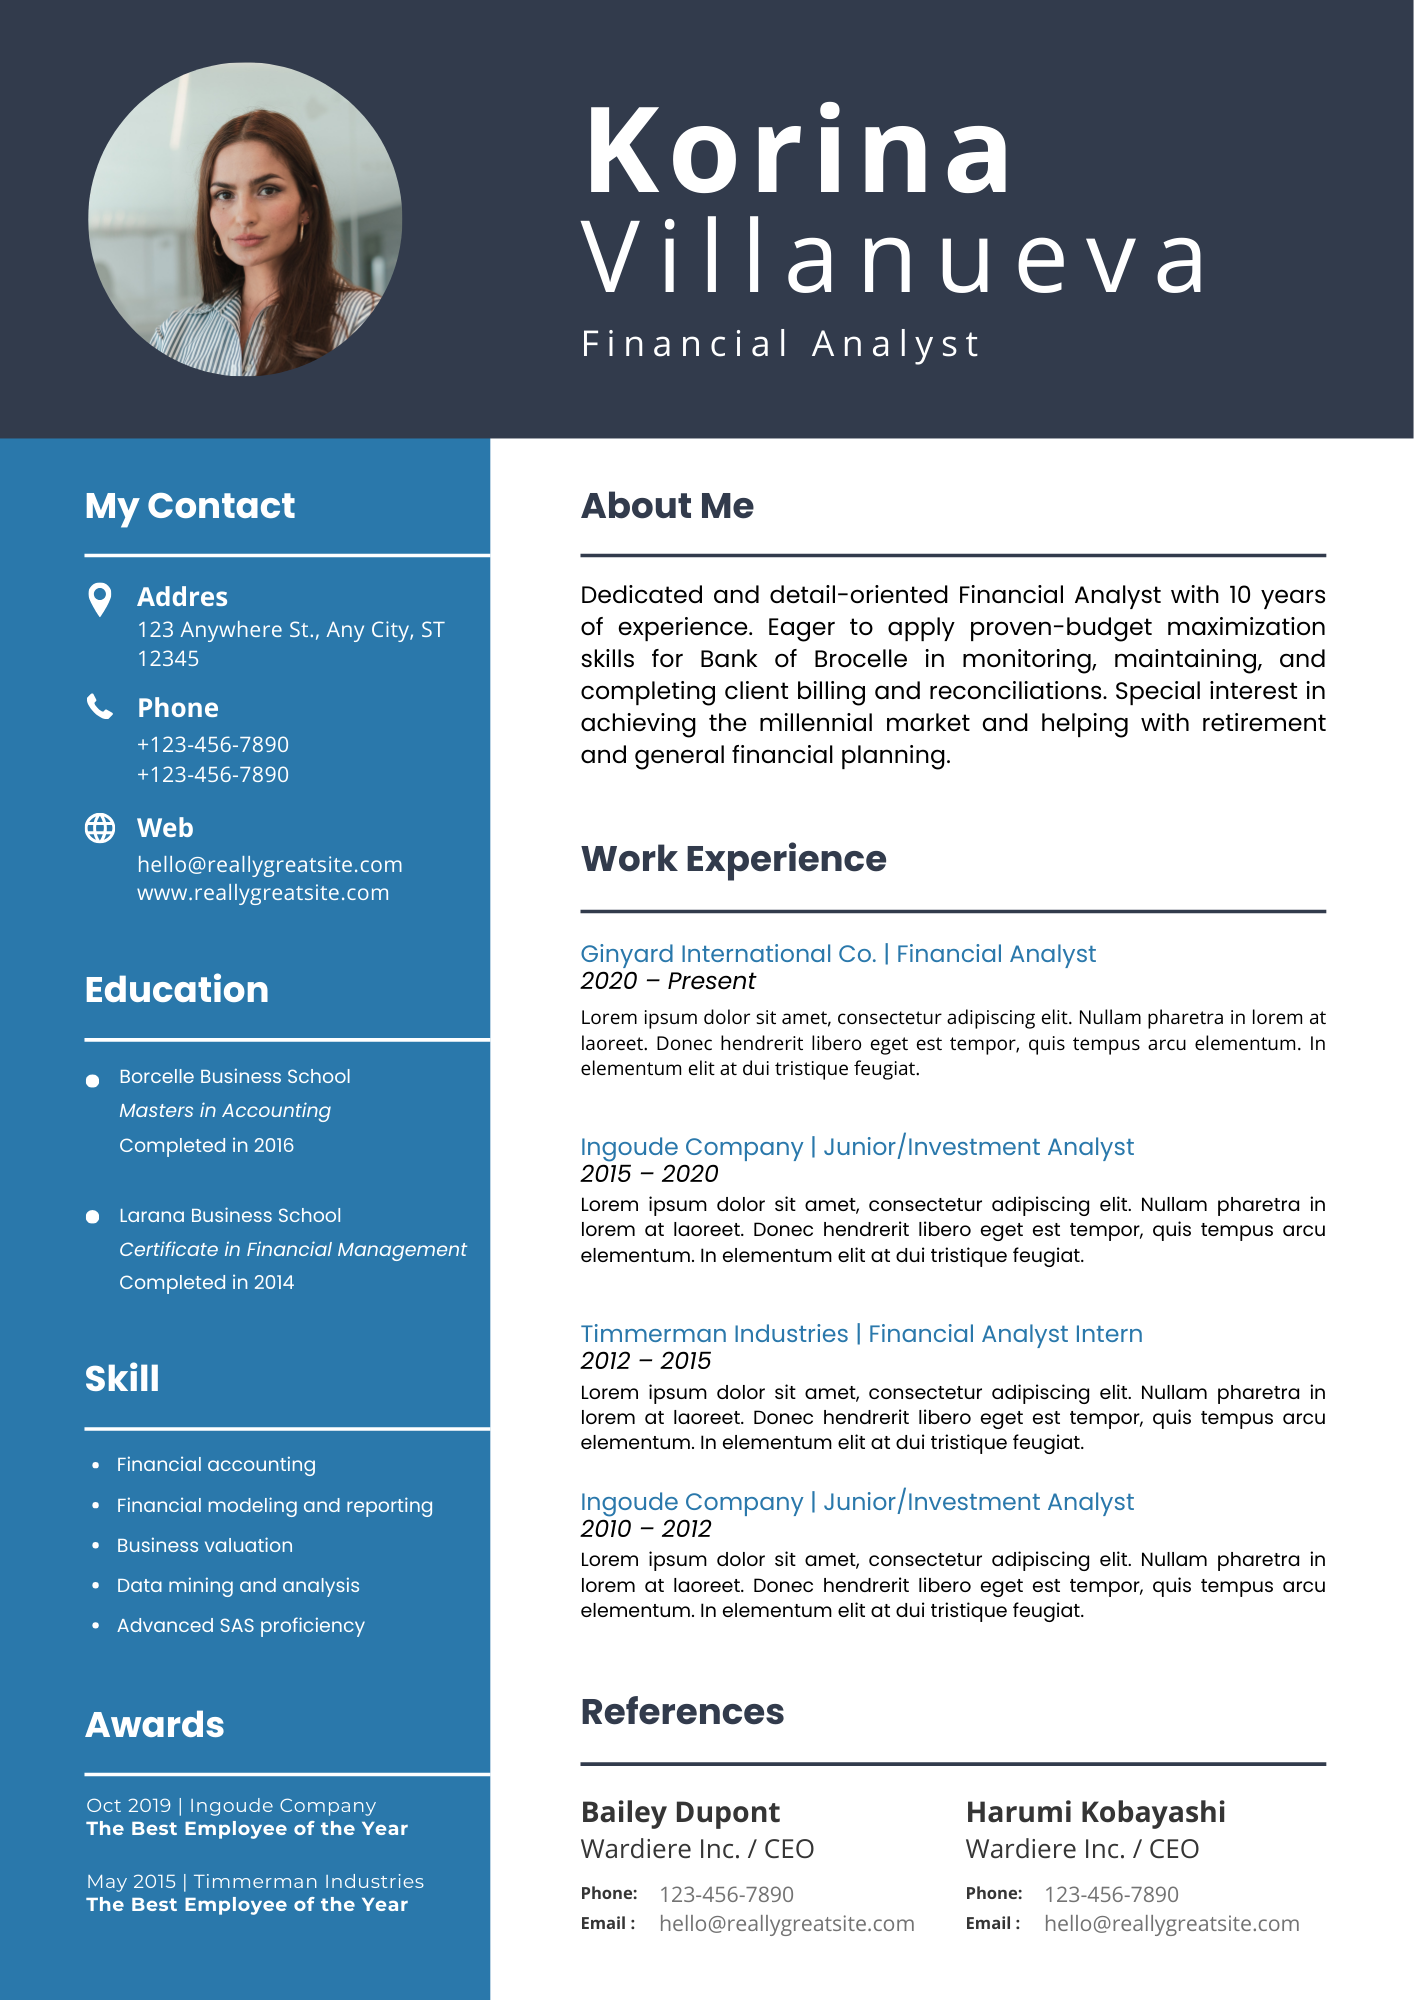 Korina
Villanueva
Financial Analyst
My Contact
Addres
123 Anywhere St., Any City, ST
12345
Phone
+123-456-7890
+123-456-7890
Web
hello@reallygreatsite.com
www.reallygreatsite.com
Education
Borcelle Business School
Masters in Accounting
Completed in 2016
Larana Business School
Certificate in Financial Management
Completed in 2014
Skill
• Financial accounting
• Financial modeling and reporting
• Business valuation
• Data mining and analysis
• Advanced SAS proficiency
Awards
Oct 2019 | Ingoude Company
The Best Employee of the Year
May 2015 | Timmerman Industries
The Best Employee of the Year
About Me
Dedicated and detail-oriented Financial Analyst with 10 years
of experience. Eager to apply proven-budget maximization
skills for Bank of Brocelle in monitoring, maintaining, and
completing client billing and reconciliations. Special interest in
achieving the millennial market and helping with retirement
and general financial planning.
Work Experience
Ginyard International Co. | Financial Analyst
2020 – Present
Lorem ipsum dolor sit amet, consectetur adipiscing elit. Nullam pharetra in lorem at
laoreet. Donec hendrerit libero eget est tempor, quis tempus arcu elementum. In
elementum elit at dui tristique feugiat.
Ingoude Company | Junior/Investment Analyst
2015 – 2020
Lorem ipsum dolor sit amet, consectetur adipiscing elit. Nullam pharetra in
lorem at laoreet. Donec hendrerit libero eget est tempor, quis tempus arcu
elementum. In elementum elit at dui tristique feugiat.
Timmerman Industries | Financial Analyst Intern
2012 – 2015
Lorem ipsum dolor sit amet, consectetur adipiscing elit. Nullam pharetra in
lorem at laoreet. Donec hendrerit libero eget est tempor, quis tempus arcu
elementum. In elementum elit at dui tristique feugiat.
Ingoude Company | Junior/Investment Analyst
2010 – 2012
Lorem ipsum dolor sit amet, consectetur adipiscing elit. Nullam pharetra in
lorem at laoreet. Donec hendrerit libero eget est tempor, quis tempus arcu
elementum. In elementum elit at dui tristique feugiat.
References
Bailey Dupont
Wardiere Inc. / CEO
Phone: 123-456-7890
Email : hello@reallygreatsite.com
Harumi Kobayashi
Wardiere Inc. / CEO
Phone: 123-456-7890
Email : hello@reallygreatsite.com